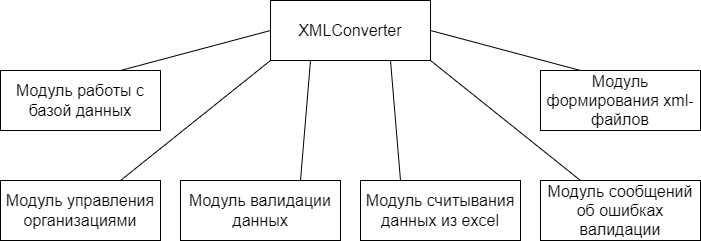 XMLConverter
Модуль работы с
базой данных
Модуль
формирования xml-
файлов
Модуль управления
организациями
Модуль валидации
данных
Модуль считывания
данных из excel
Модуль сообщений
об ошибках
валидации